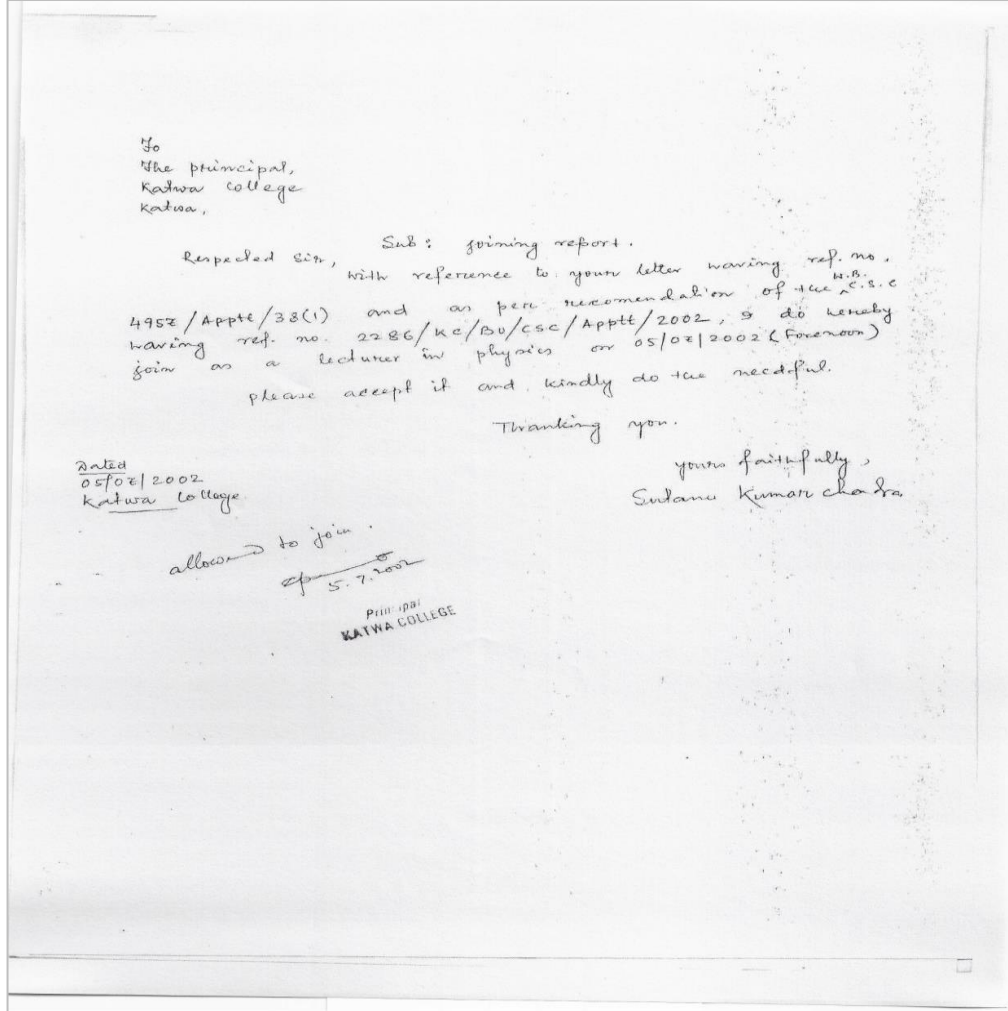 To
The principal,
Katwa College
Katwa,
Sub: joining report.
Respected Sir,
with reference to your letter having ref. no.
4957/Apptt/33(1) and as per recomendation of the W.B. C.S.C
having ref. no. 2286/KC/BU/CSC/Apptt/2002, I do hereby
join as a lecturer in physics on 05/07/2002 (Forenoon)
please accept it and kindly do the needful.
Thanking you.
yours faithfully,
Kumar Chandra
Dated
05/07/2002
Katwa College
allowed to join.
5.7.2002
Principal
KATWA COLLEGE